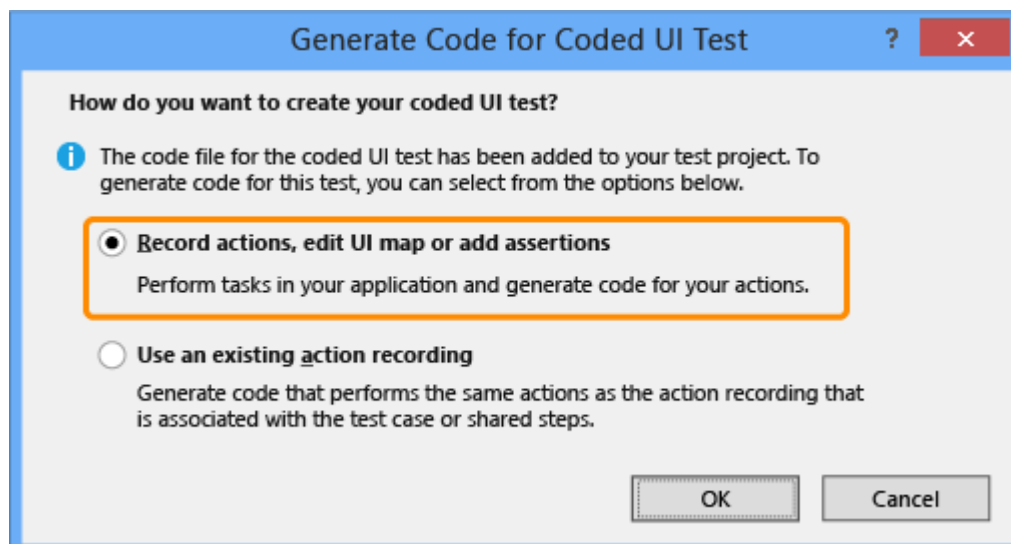 Generate Code for Coded UI Test
?
How do you want to create your coded UI test?
The code file for the coded UI test has been added to your test project. To
generate code for this test, you can select from the options below.
Record actions, edit UI map or add assertions
Perform tasks in your application and generate code for your actions.
Use an existing action recording
Generate code that performs the same actions as the action recording that
is associated with the test case or shared steps.
OK Cancel